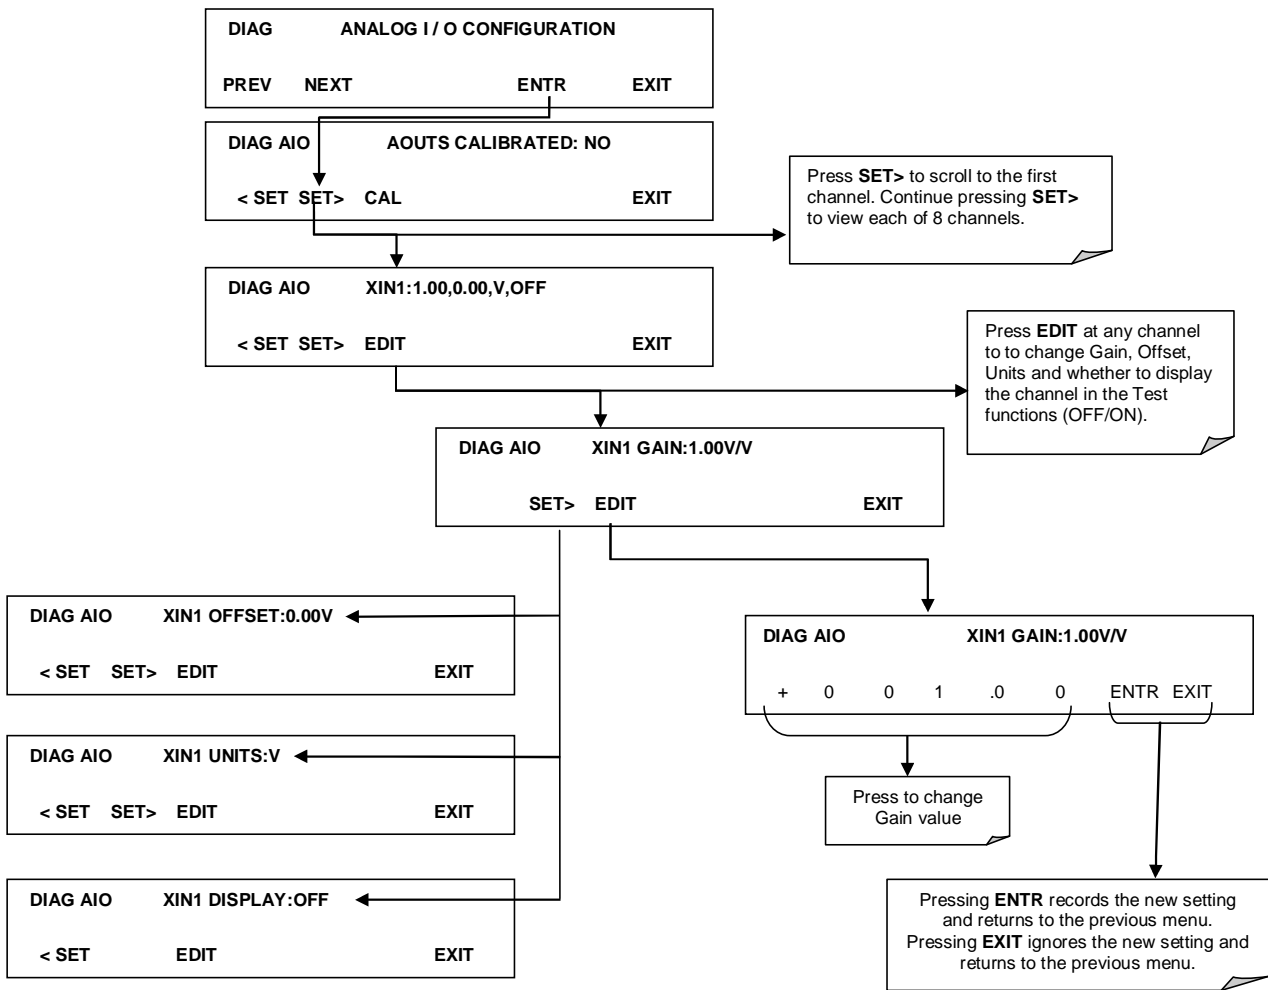 DIAG ANALOG I / O CONFIGURATION
PREV NEXT ENTR EXIT
DIAG AIO AOUTS CALIBRATED: NO
< SET SET> CAL EXIT
Press SET> to scroll to the first
channel. Continue pressing SET>
to view each of 8 channels.
DIAG AIO XIN1:1.00,0.00,V,OFF
< SET SET> EDIT EXIT
Press EDIT at any channel
to to change Gain, Offset,
Units and whether to display
the channel in the Test
functions (OFF/ON).
DIAG AIO XIN1 GAIN:1.00V/V
SET> EDIT EXIT
DIAG AIO XIN1 OFFSET:0.00V
< SET SET> EDIT EXIT
DIAG AIO XIN1 GAIN:1.00V/V
+ 0 0 1 .0 0 ENTR EXIT
DIAG AIO XIN1 UNITS:V
< SET SET> EDIT EXIT
Press to change
Gain value
DIAG AIO XIN1 DISPLAY:OFF
< SET EDIT EXIT
Pressing ENTR records the new setting
and returns to the previous menu.
Pressing EXIT ignores the new setting and
returns to the previous menu.